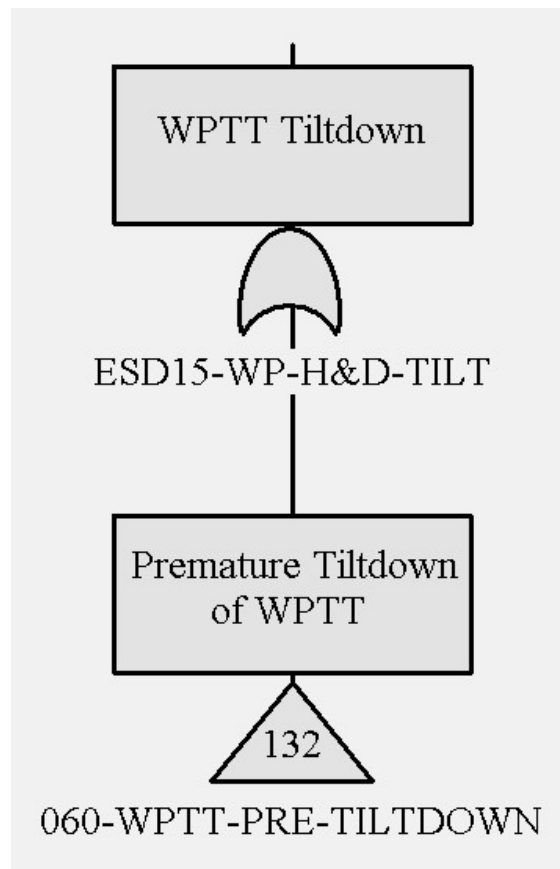 WPTT Tiltdown
ESD15-WP-H&D-TILT
Premature Tiltdown
of WPTT
132
060-WPTT-PRE-TILTDOWN